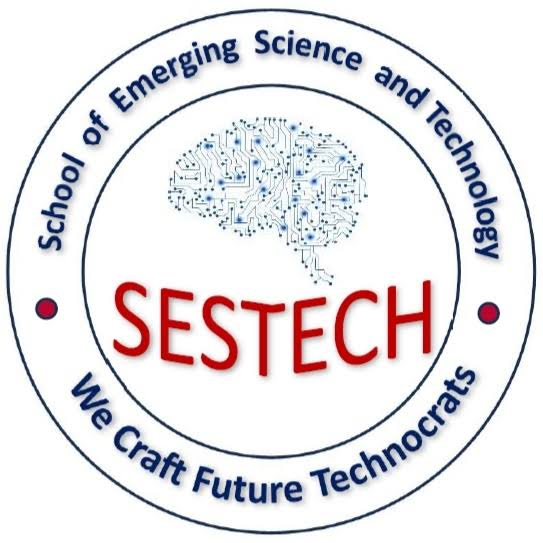 School of Emerging Science and Technology
SESTECH
We Craft Future Technocrats